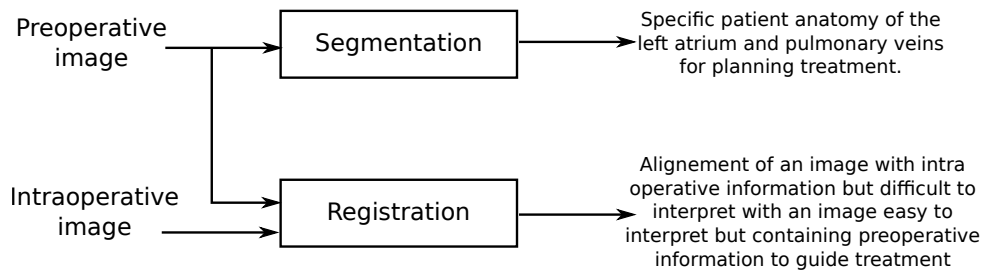 Preoperative
image
Segmentation
Specific patient anatomy of the
left atrium and pulmonary veins
for planning treatment.
Intraoperative
image
Registration
Alignement of an image with intra
operative information but difficult to
interpret with an image easy to
interpret but containing preoperative
information to guide treatment